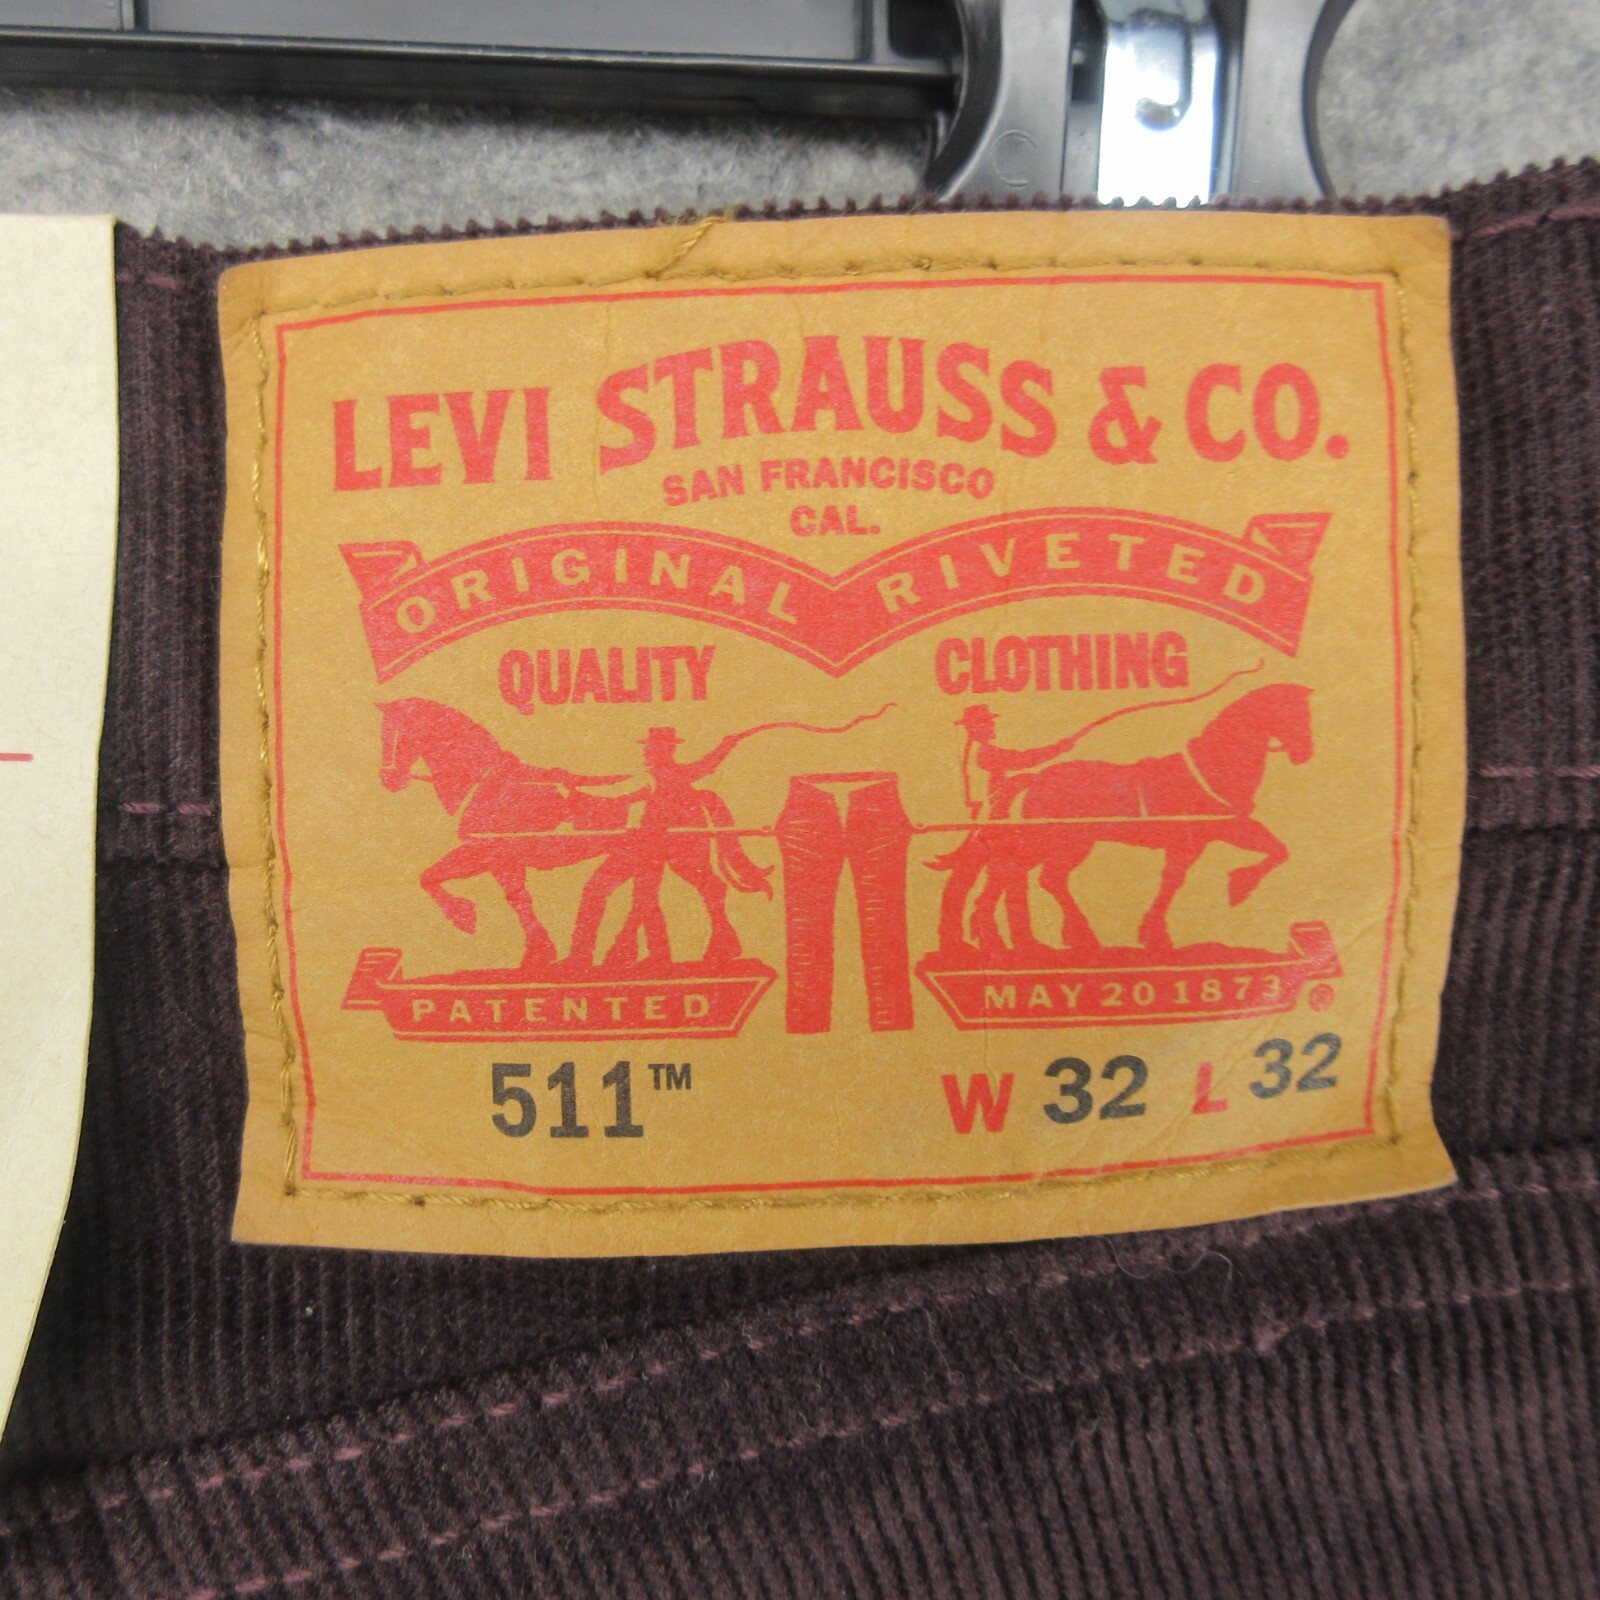 LEVI STRAUSS & CO.
SAN FRANCISCO
CAL.
ORIGINAL RIVETED
QUALITY CLOTHING
PATENTED MAY 20 1873 ®
511™ W 32 L 32